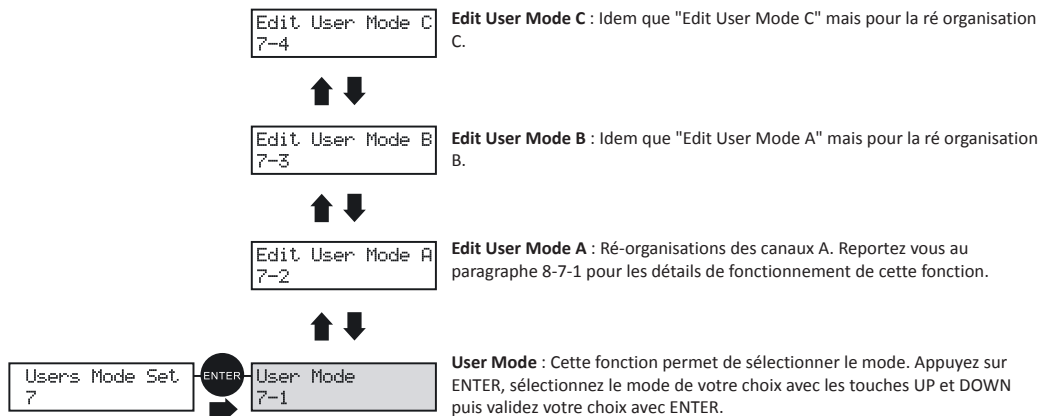 Edit User Mode C
7-4
Edit User Mode C : Idem que "Edit User Mode C" mais pour la ré organisation
C.
Edit User Mode B
7-3
Edit User Mode B : Idem que "Edit User Mode A" mais pour la ré organisation
B.
Edit User Mode A
7-2
Edit User Mode A : Ré-organisations des canaux A. Reportez vous au
paragraphe 8-7-1 pour les détails de fonctionnement de cette fonction.
Users Mode Set
7
ENTER
User Mode
7-1
User Mode : Cette fonction permet de sélectionner le mode. Appuyez sur
ENTER, sélectionnez le mode de votre choix avec les touches UP et DOWN
puis validez votre choix avec ENTER.